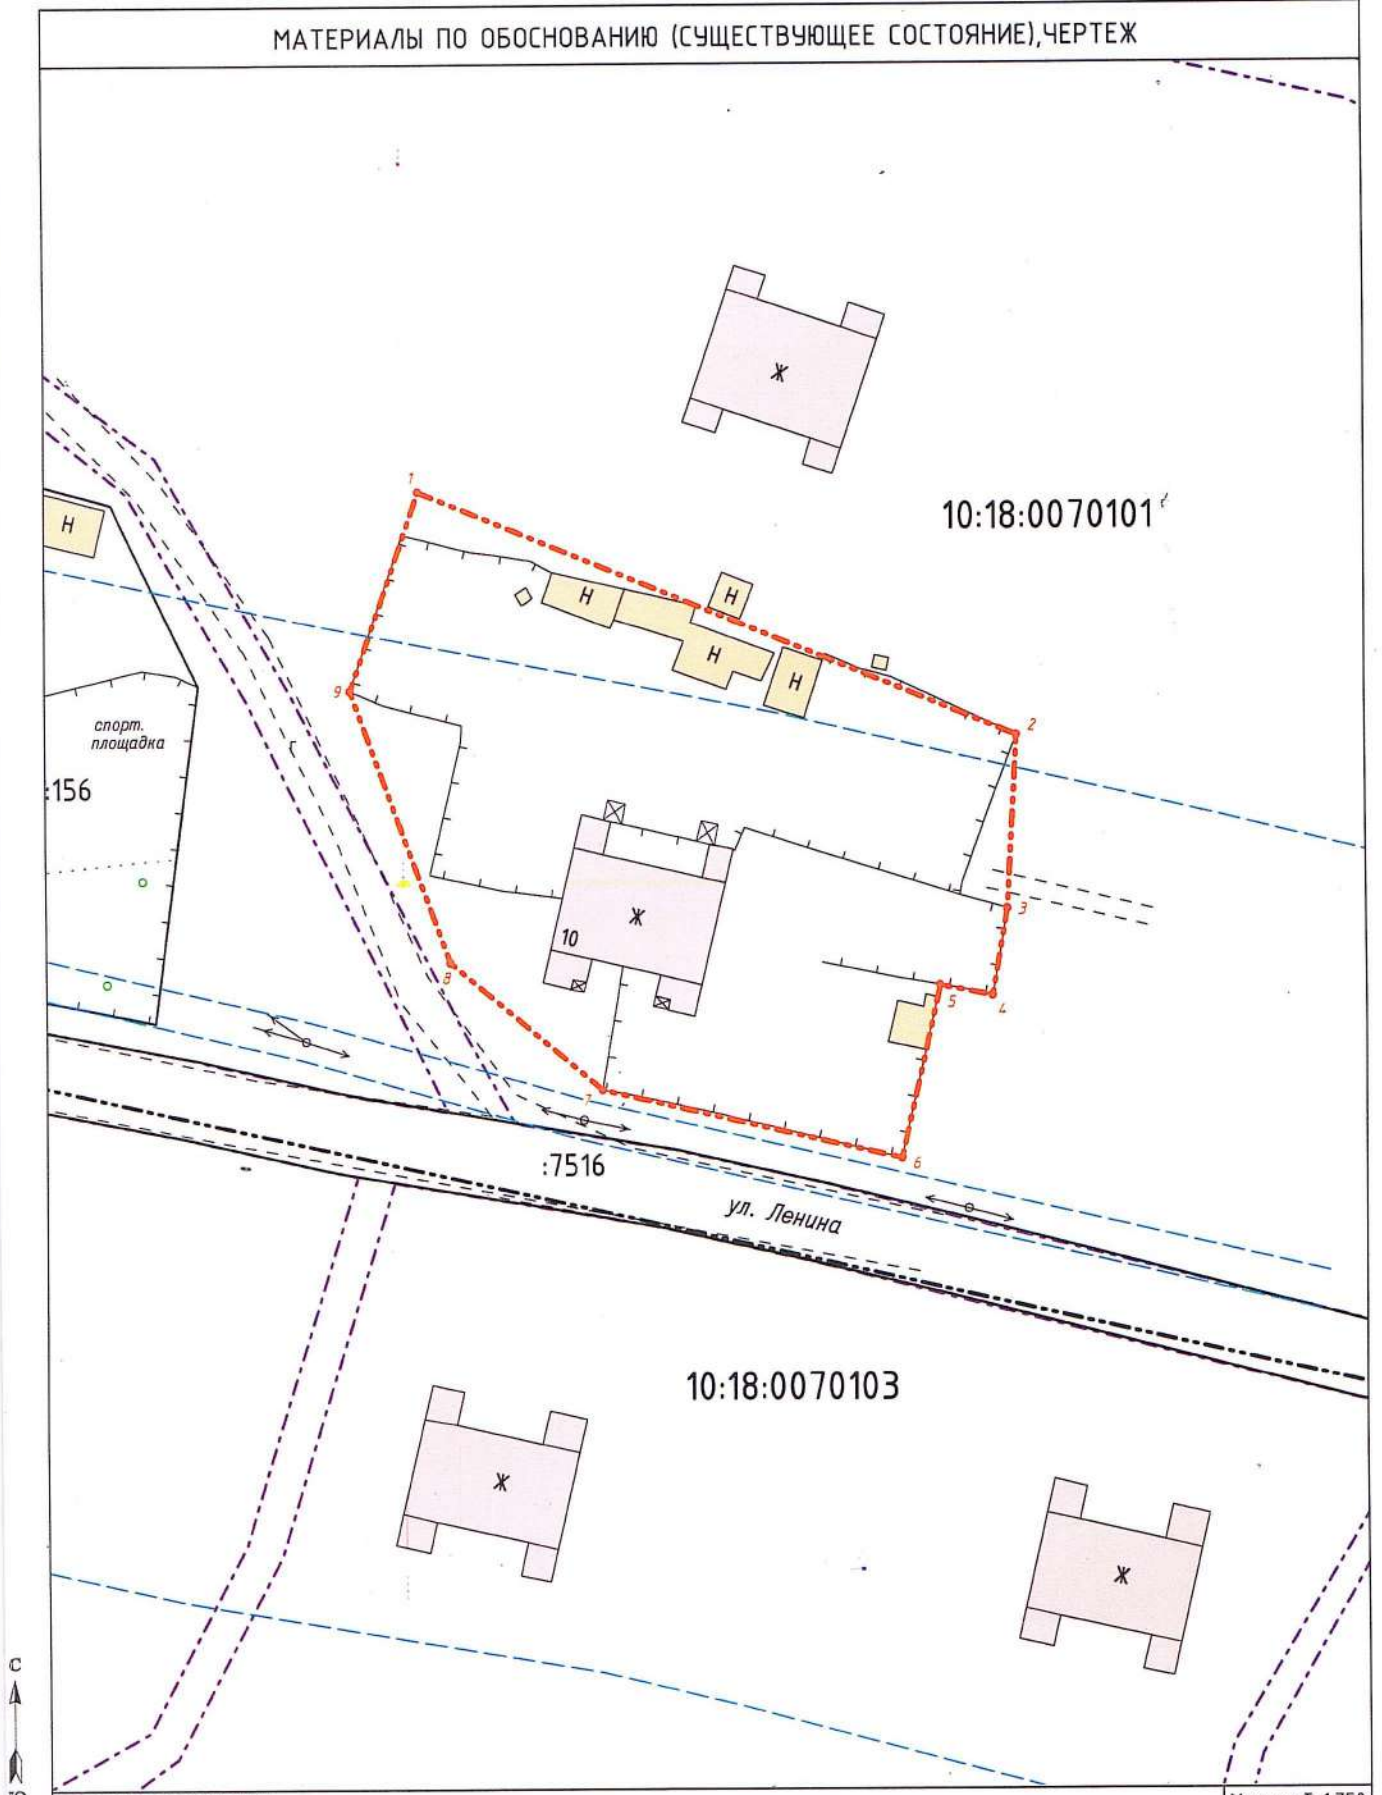 МАТЕРИАЛЫ ПО ОБОСНОВАНИЮ (СУЩЕСТВУЮЩЕЕ СОСТОЯНИЕ),ЧЕРТЕЖ
Ж
1
10:18:0070101
Н
Н
Н
Н
Н
9
2
спорт.
площадка
:156
Ж
10
3
8
5
4
7
6
:7516
ул. Ленина
10:18:0070103
Ж
Ж
С